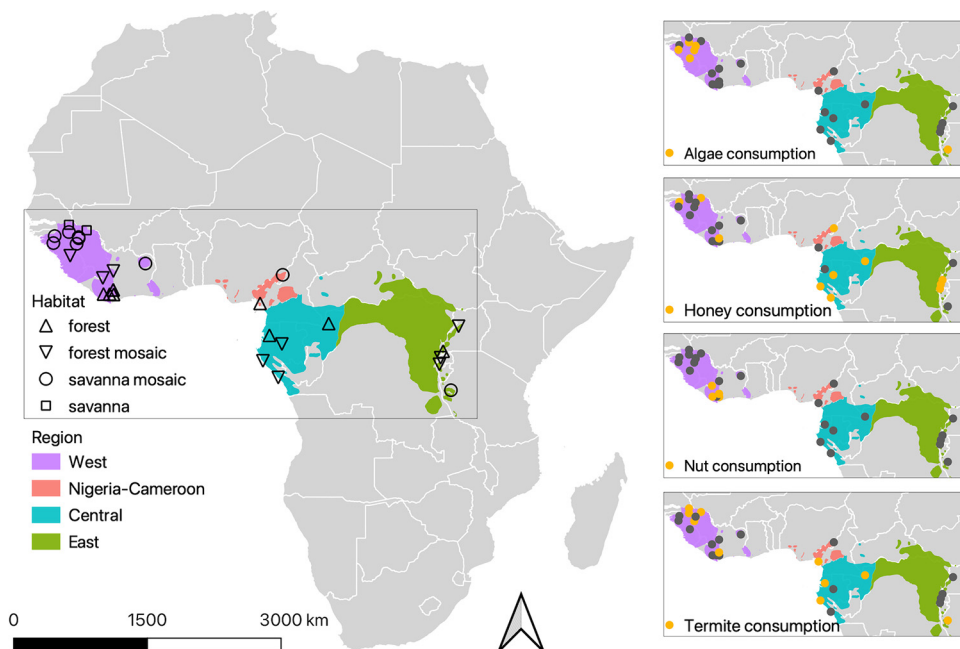 Habitat
forest
forest mosaic
savanna mosaic
savanna
Region
West
Nigeria-Cameroon
Central
East
0 1500 3000 km
Algae consumption
Honey consumption
Nut consumption
Termite consumption